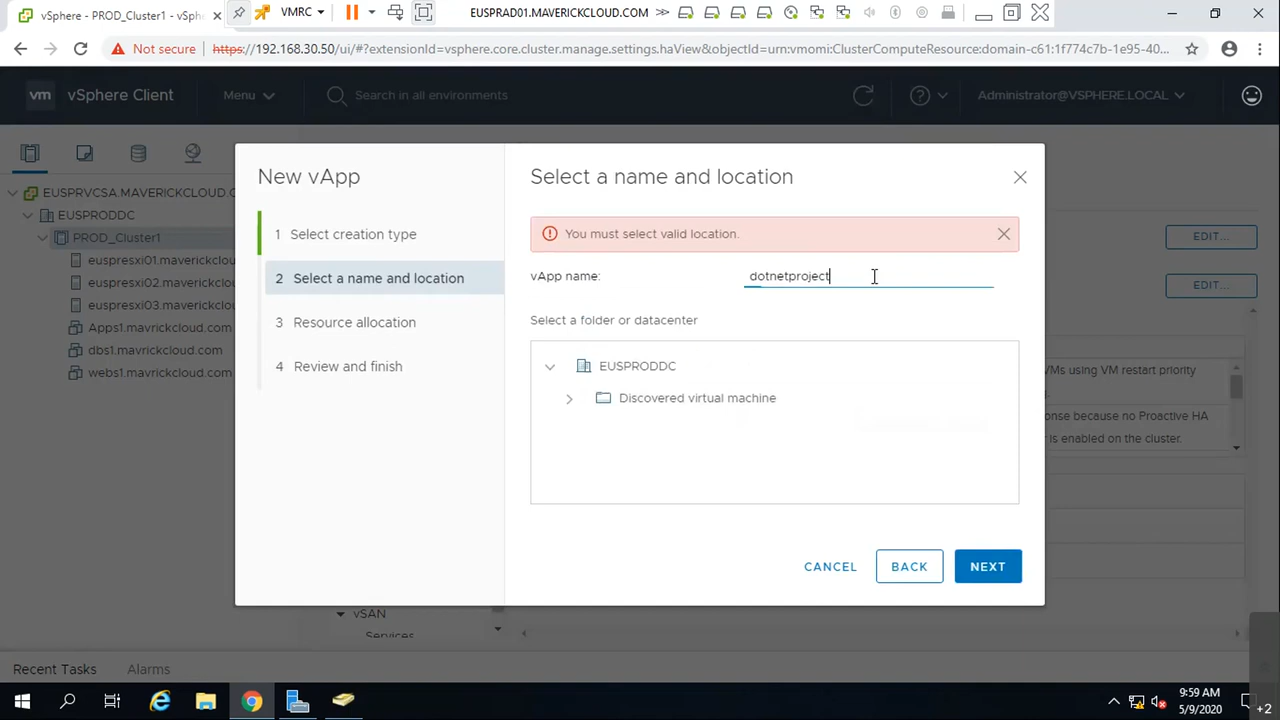 vSphere - PROD_Cluster1 - vSphe
VMRC
EUSPRAD01.MAVERICKCLOUD.COM
Not secure
https://192.168.30.50/ui/#?extensionId=vsphere.core.cluster.manage.settings.haView&objectId=urn:vmomi:ClusterComputeResource:domain-c61:1f774c7b-1e95-40...
vm vSphere Client
Menu
Search in all environments
Administrator@VSPHERE.LOCAL
EUSPRVCSA.MAVERICKCLOUD.C
EUSPRODDC
PROD_Cluster1
euspresxi01.maverickclou
euspresxi02.maverickclou
euspresxi03.maverickclou
Apps1.mavrickcloud.com
dbs1.mavrickcloud.com
webs1.mavrickcloud.com
New vApp
1 Select creation type
2 Select a name and location
3 Resource allocation
4 Review and finish
Select a name and location
You must select valid location.
vApp name: dotnetproject
Select a folder or datacenter
EUSPRODDC
Discovered virtual machine
CANCEL
BACK
NEXT
EDIT...
EDIT...
VMs using VM restart priority
onse because no Proactive HA
r is enabled on the cluster.
vSAN
Services
Recent Tasks
Alarms
9:59 AM
5/9/2020
+2